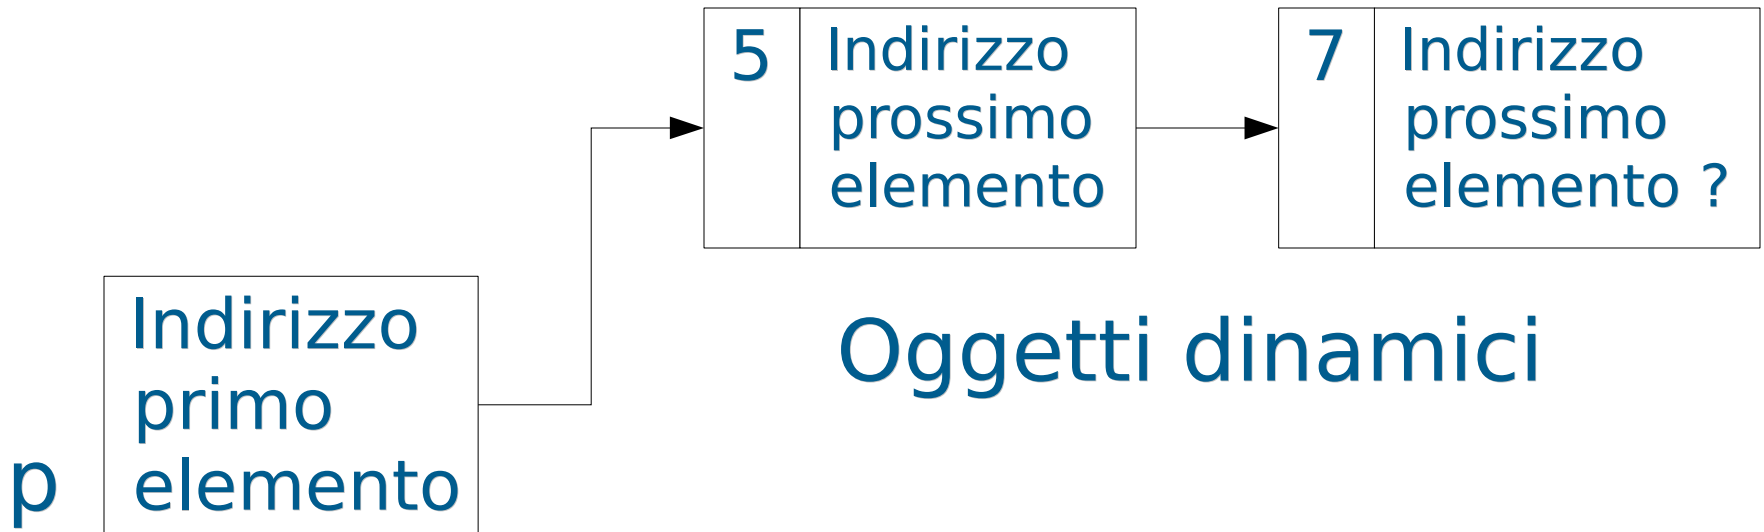 5
Indirizzo
prossimo
elemento
7
Indirizzo
prossimo
elemento ?
Oggetti dinamici
p
Indirizzo
primo
elemento